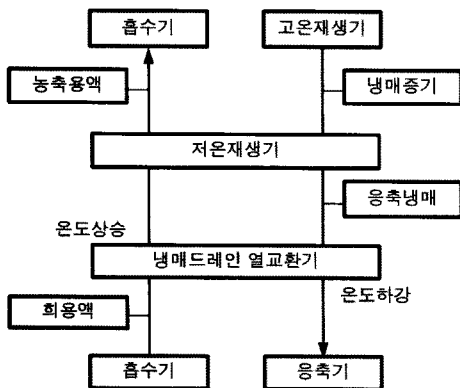 흡수기
고온재생기
농축용액
냉매증기
저온재생기
응축냉매
온도상승
냉매드레인 열교환기
온도하강
희용액
흡수기
응축기